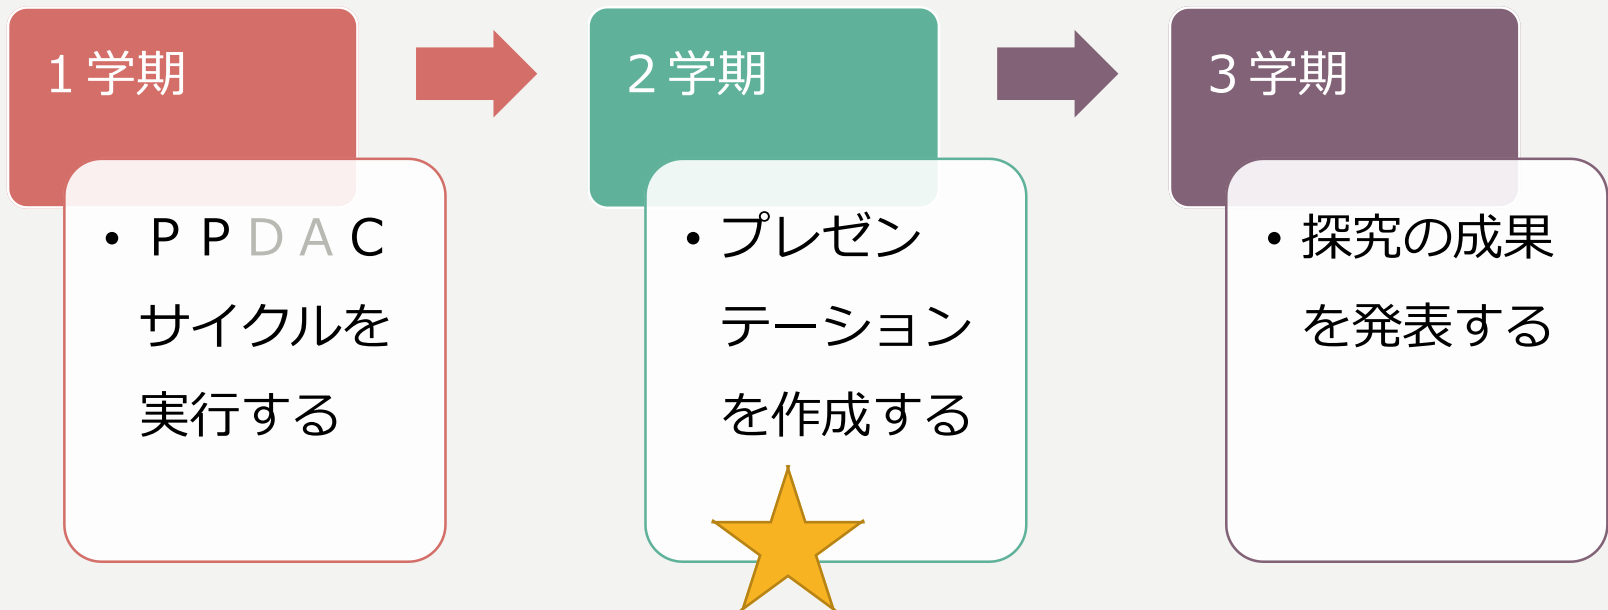 １学期
・ＰＰＤＡＣ
サイクルを
実行する
２学期
・プレゼン
テーション
を作成する
３学期
・探究の成果
を発表する